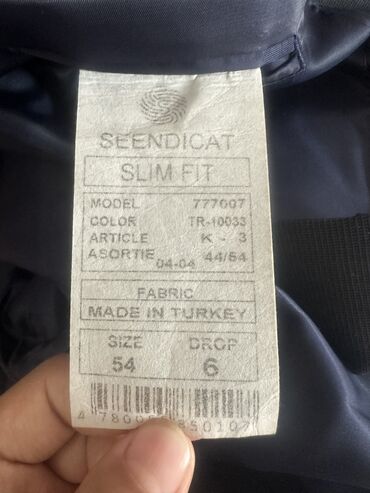 SEENDICAT
SLIM FIT
MODEL 777007
COLOR TR-10033
ARTICLE K - 3
ASORTIE 04-04 44/54
FABRIC
MADE IN TURKEY
SIZE DROP
54 6